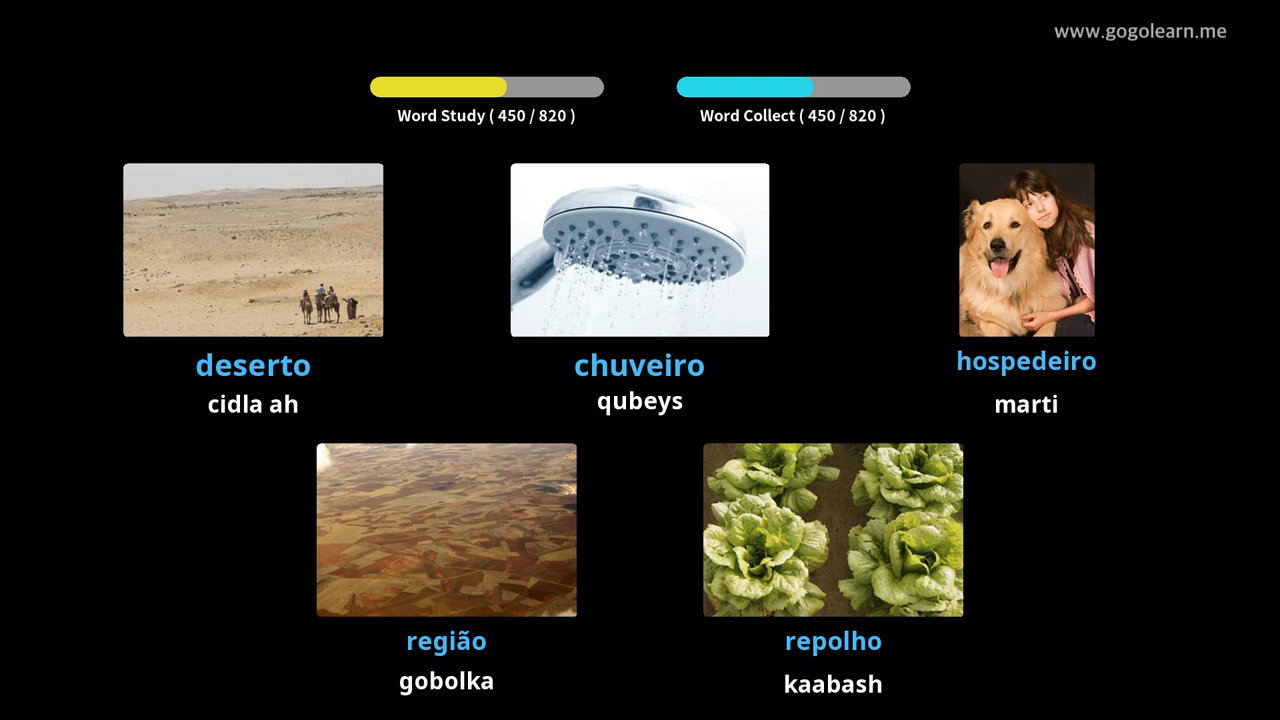 www.gogolearn.me
Word Study ( 450 / 820 )
Word Collect ( 450 / 820 )
deserto
cidla ah
chuveiro
qubeys
hospedeiro
marti
região
gobolka
repolho
kaabash